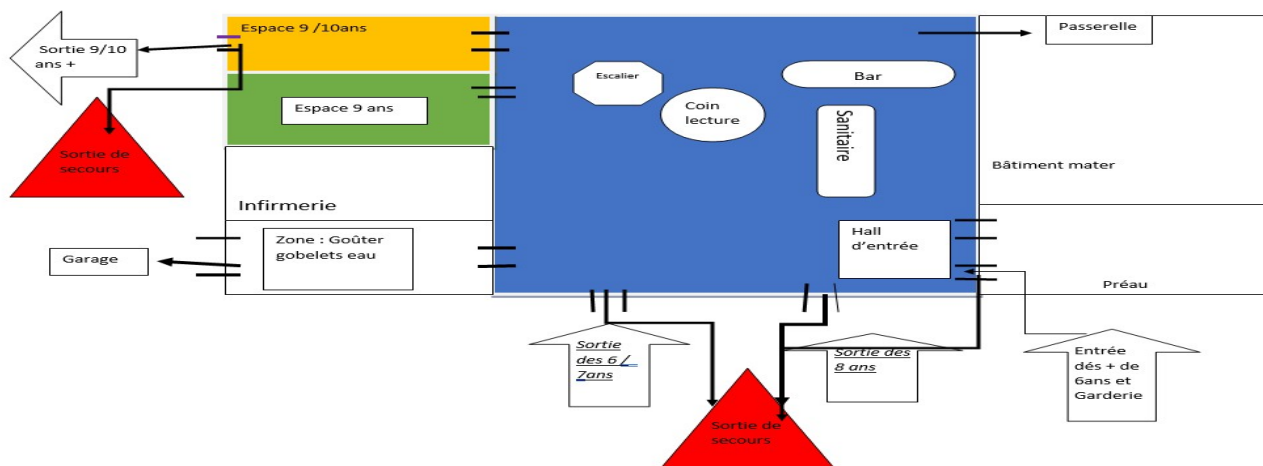 Espace 9 /10ans
Passerelle
Sortie 9/10
ans +
Escalier
Bar
Espace 9 ans
Coin
lecture
Sanitaire
Sortie de
secours
Bâtiment mater
Infirmerie
Zone : Goûter
gobelets eau
Hall
d’entrée
Garage
Préau
Sortie
des 6 /
7ans
Sortie des
8 ans
Entrée
dés + de
6ans et
Garderie
Sortie de
secours